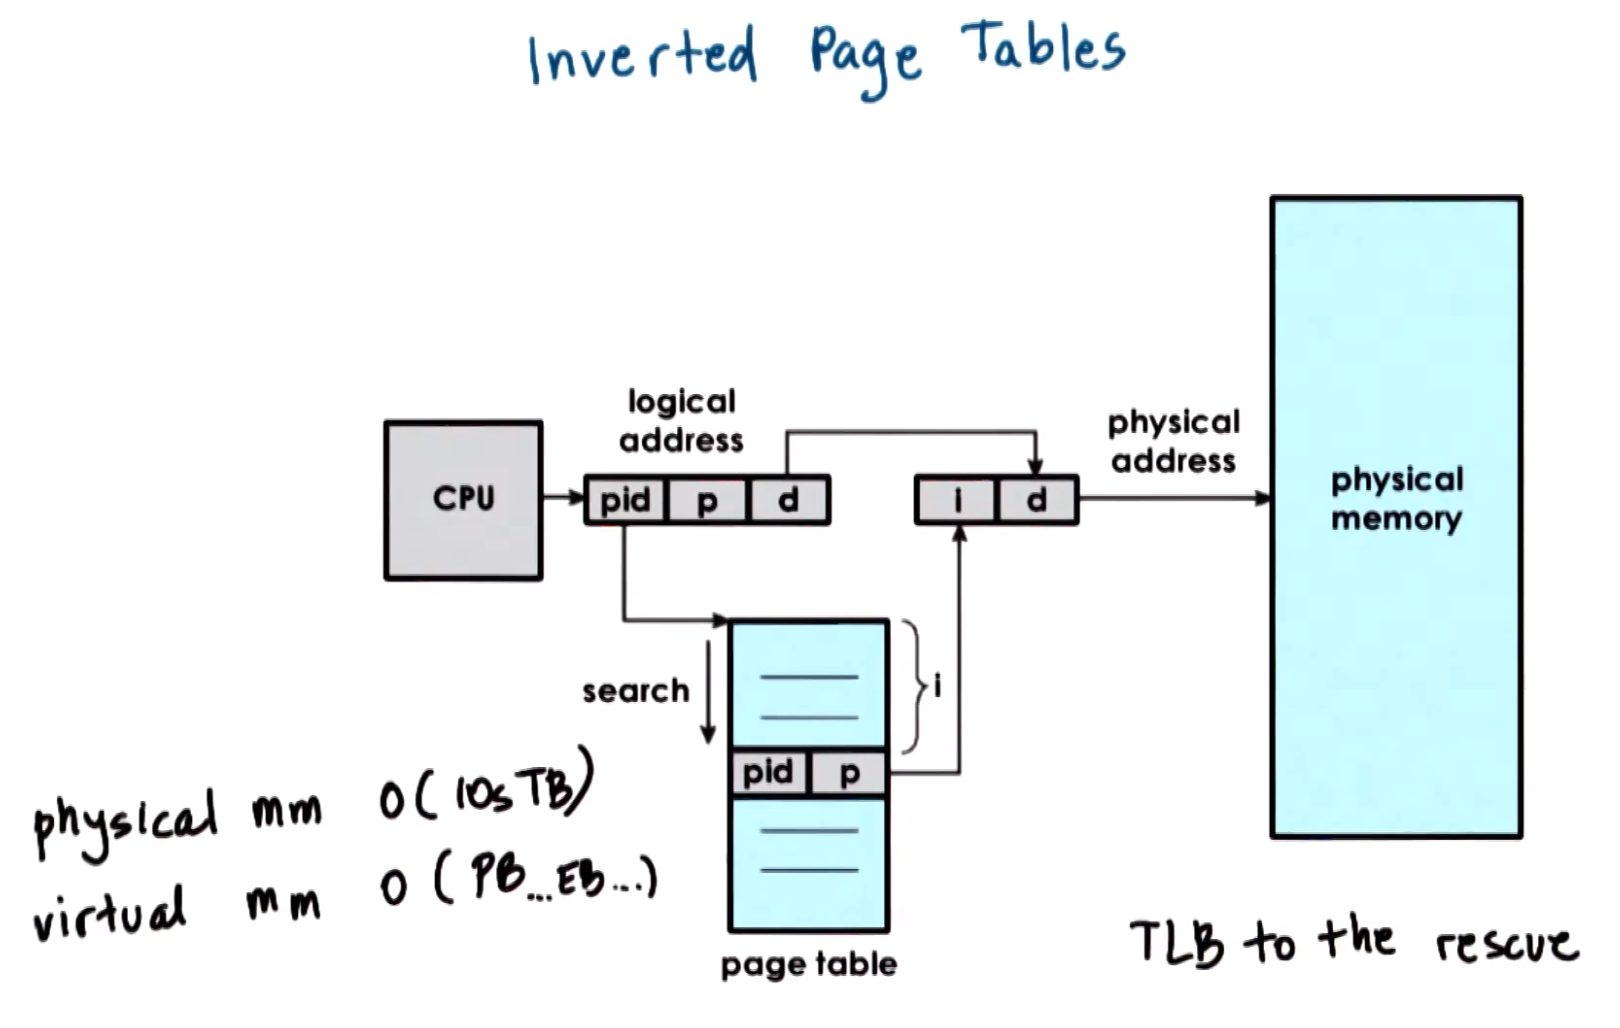 Inverted Page Tables
logical
address
physical
address
CPU
pid p d
i d
physical
memory
search
i
pid p
page table
physical mm O(10s TB)
virtual mm O(PB...EB...)
TLB to the rescue